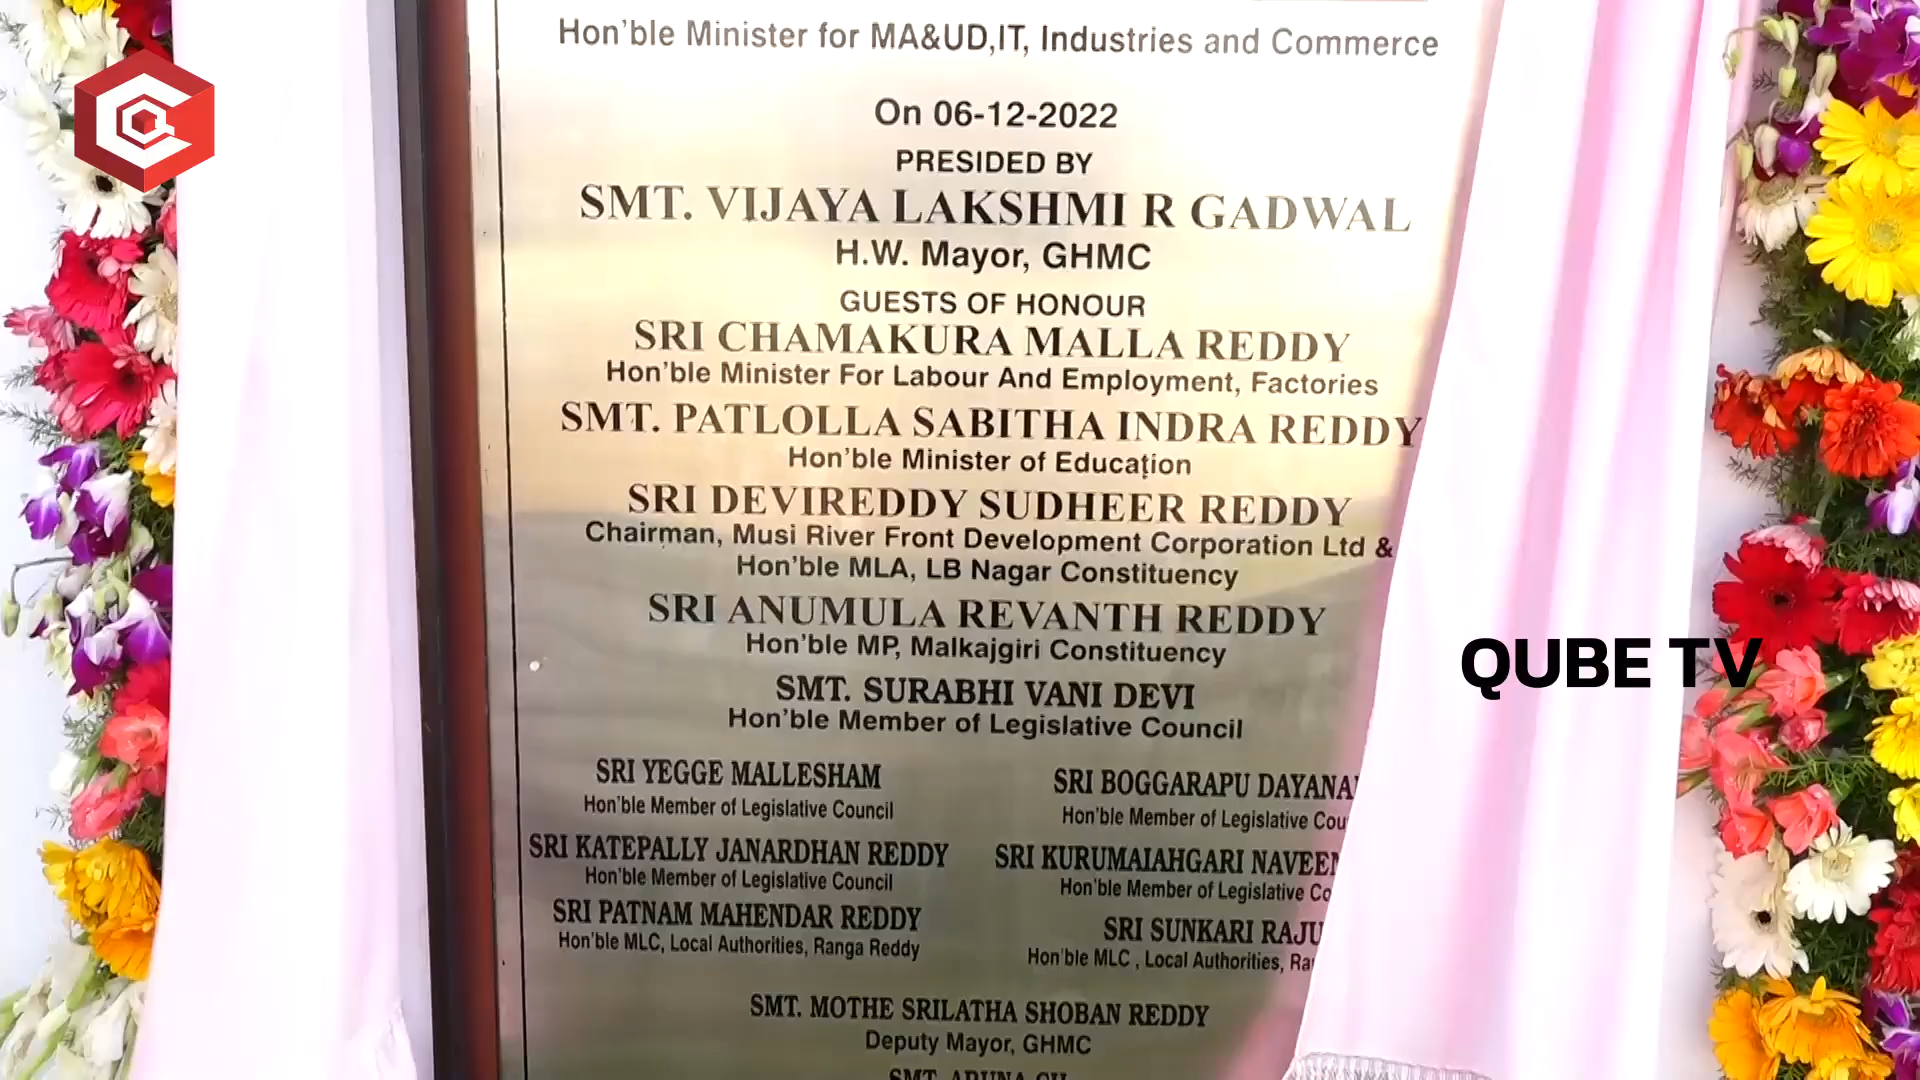 Hon'ble Minister for MA&UD,IT, Industries and Commerce
On 06-12-2022
PRESIDED BY
SMT. VIJAYA LAKSHMI R GADWAL
H.W. Mayor, GHMC
GUESTS OF HONOUR
SRI CHAMAKURA MALLA REDDY
Hon'ble Minister For Labour And Employment, Factories
SMT. PATLOLLA SABITHA INDRA REDDY
Hon'ble Minister of Education
SRI DEVIREDDY SUDHEER REDDY
Chairman, Musi River Front Development Corporation Ltd &
Hon'ble MLA, LB Nagar Constituency
SRI ANUMULA REVANTH REDDY
Hon'ble MP, Malkajgiri Constituency
QUBE TV
SMT. SURABHI VANI DEVI
Hon'ble Member of Legislative Council
SRI YEGGE MALLESHAM
Hon'ble Member of Legislative Council
SRI BOGGARAPU
Hon'ble Member of Legislative
SRI KATEPALLY JANARDHAN REDDY
Hon'ble Member of Legislative Council
SRI KURUMAIAHGARI
Hon'ble Member of Legislative
SRI PATNAM MAHENDAR REDDY
Hon'ble MLC, Local Authorities, Ranga Reddy
SRI SUNKARI RAJU
Hon'ble MLC , Local Authorities,
SMT. MOTHE SRILATHA SHOBAN REDDY
Deputy Mayor, GHMC